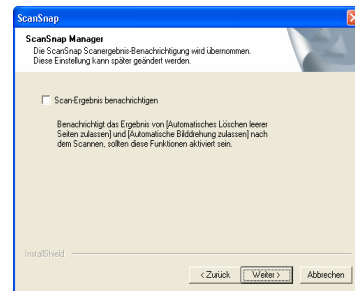 ScanSnap
ScanSnap Manager
Die ScanSnap Scanergebnis-Benachrichtigung wird übernommen.
Diese Einstellung kann später geändert werden.
Scan-Ergebnis benachrichtigen
Benachrichtigt das Ergebnis von [Automatisches Löschen leerer
Seiten zulassen] und [Automatische Bilddrehung zulassen] nach
dem Scannen, sollten diese Funktionen aktiviert sein.
InstallShield
< Zurück Weiter > Abbrechen